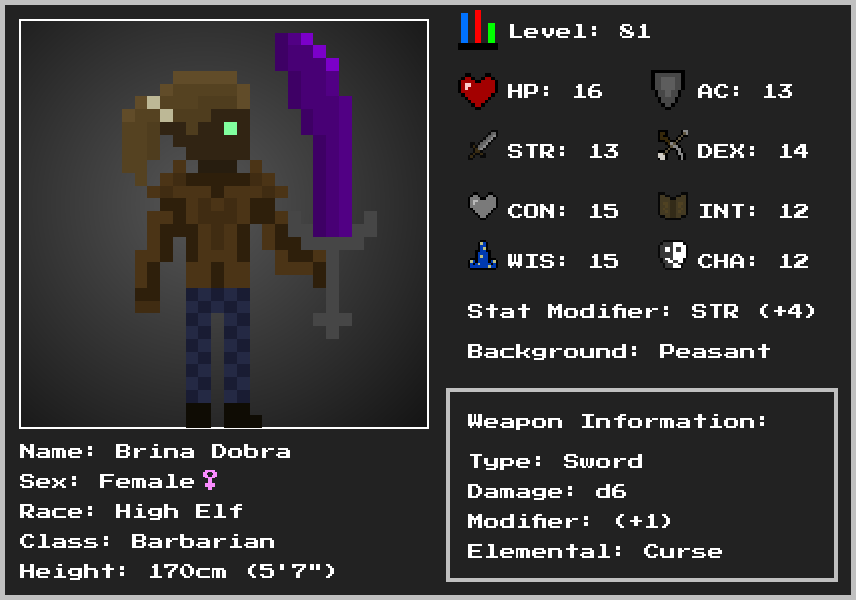 Level: 81
HP: 16 AC: 13
STR: 13 DEX: 14
CON: 15 INT: 12
WIS: 15 CHA: 12
Stat Modifier: STR (+4)
Background: Peasant
Weapon Information:
Type: Sword
Damage: d6
Modifier: (+1)
Elemental: Curse
Name: Brina Dobra
Sex: Female♀
Race: High Elf
Class: Barbarian
Height: 170cm (5'7")